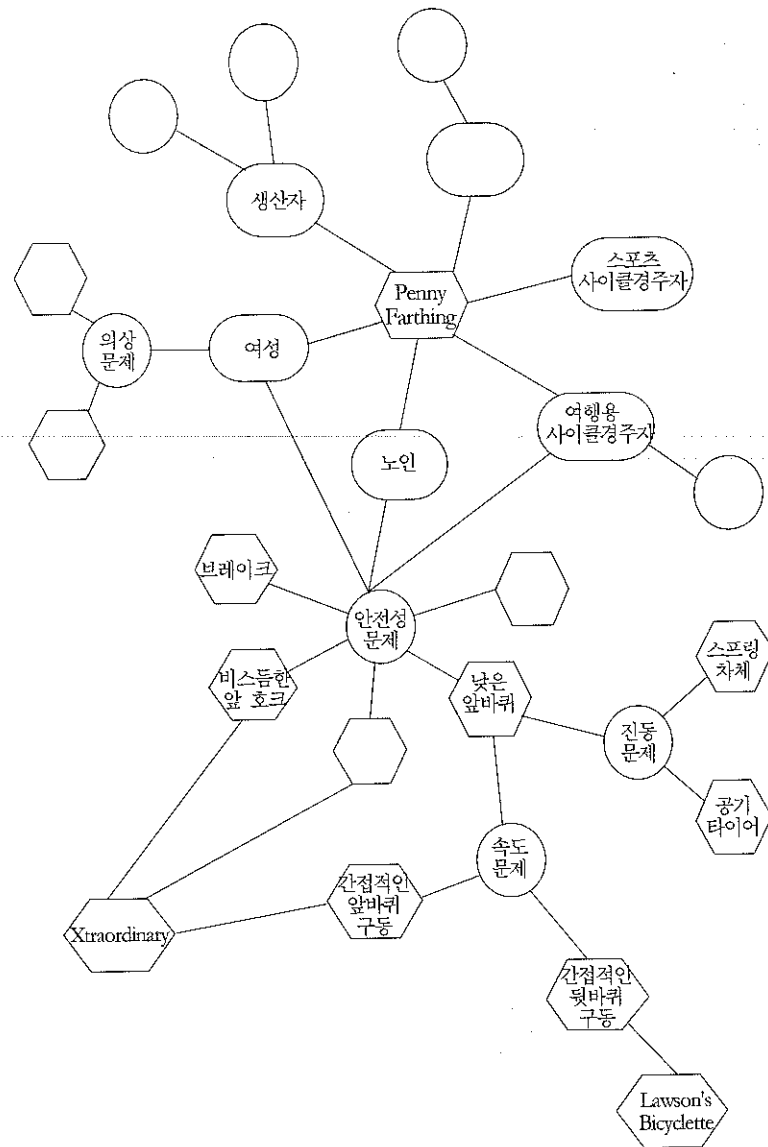 생산자
Penny
Farthing
스포츠
사이클경주자
의상
문제
여성
여행용
사이클경주자
노인
브레이크
안전성
문제
비스듬한
앞 호크
낮은
앞바퀴
스프링
차체
진동
문제
공기
타이어
속도
문제
간접적인
앞바퀴
구동
Xtraordinary
간접적인
뒷바퀴
구동
Lawson's
Bicyclette